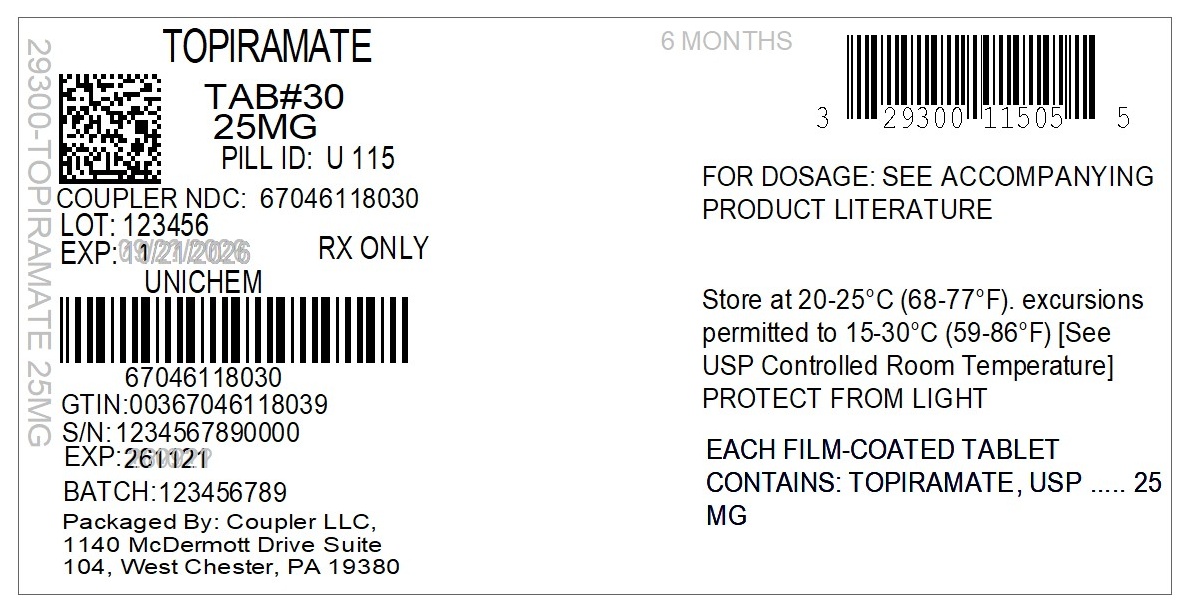 29300-TOPIRAMATE 25MG
TOPIRAMATE
TAB#30
25MG
PILL ID: U 115
COUPLER NDC: 67046118030
LOT: 123456
EXP:
RX ONLY
UNICHEM
67046118030
GTIN:00367046118039
S/N:1234567890000
EXP:
BATCH:123456789
Packaged By: Coupler LLC,
1140 McDermott Drive Suite
104, West Chester, PA 19380
6 MONTHS
3 29300 11505 5
FOR DOSAGE: SEE ACCOMPANYING
PRODUCT LITERATURE
Store at 20-25°C (68-77°F). excursions
permitted to 15-30°C (59-86°F) [See
USP Controlled Room Temperature]
PROTECT FROM LIGHT
EACH FILM-COATED TABLET
CONTAINS: TOPIRAMATE, USP ..... 25
MG